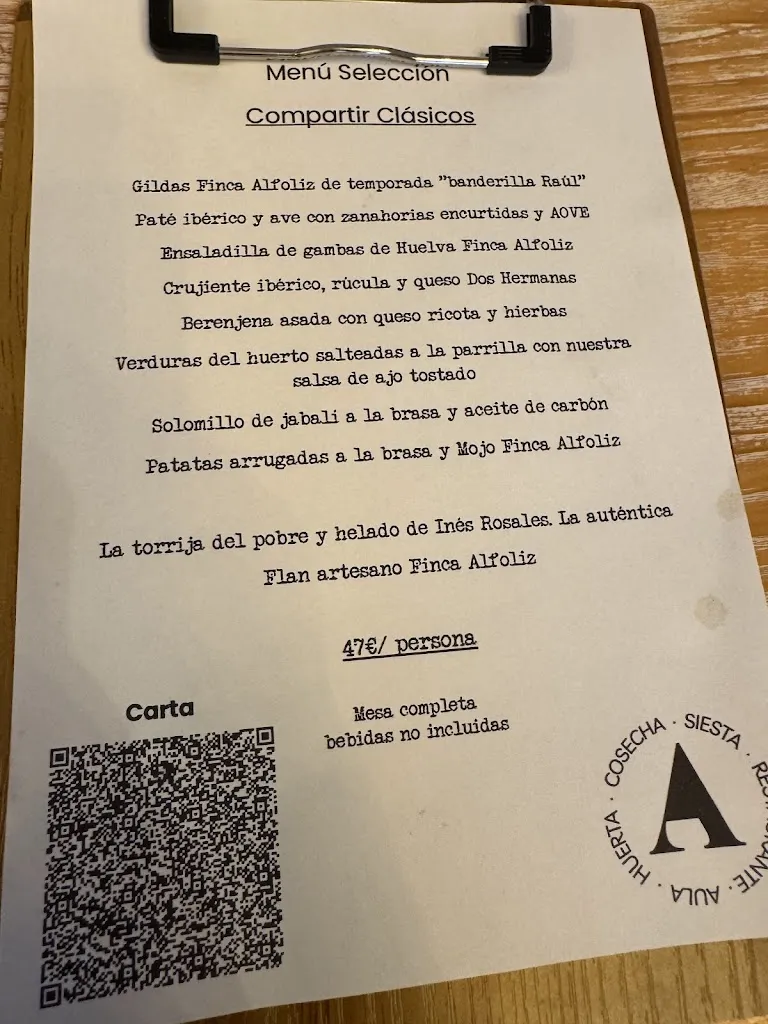 Menú Selección
Compartir Clásicos
Gildas Finca Alfoliz de temporada "banderilla Raúl"
Paté ibérico y ave con zanahorias encurtidas y AOVE
Ensaladilla de gambas de Huelva Finca Alfoliz
Crujiente ibérico, rúcula y queso Dos Hermanas
Berenjena asada con queso ricota y hierbas
Verduras del huerto salteadas a la parrilla con nuestra
salsa de ajo tostado
Solomillo de jabalí a la brasa y aceite de carbón
Patatas arrugadas a la brasa y Mojo Finca Alfoliz
La torrija del pobre y helado de Inés Rosales. La auténtica
Flan artesano Finca Alfoliz
47€/ persona
Mesa completa
bebidas no incluidas
Carta
HUERTA · COSECHA · SIESTA · RESTAURANTE · AULA ·
A